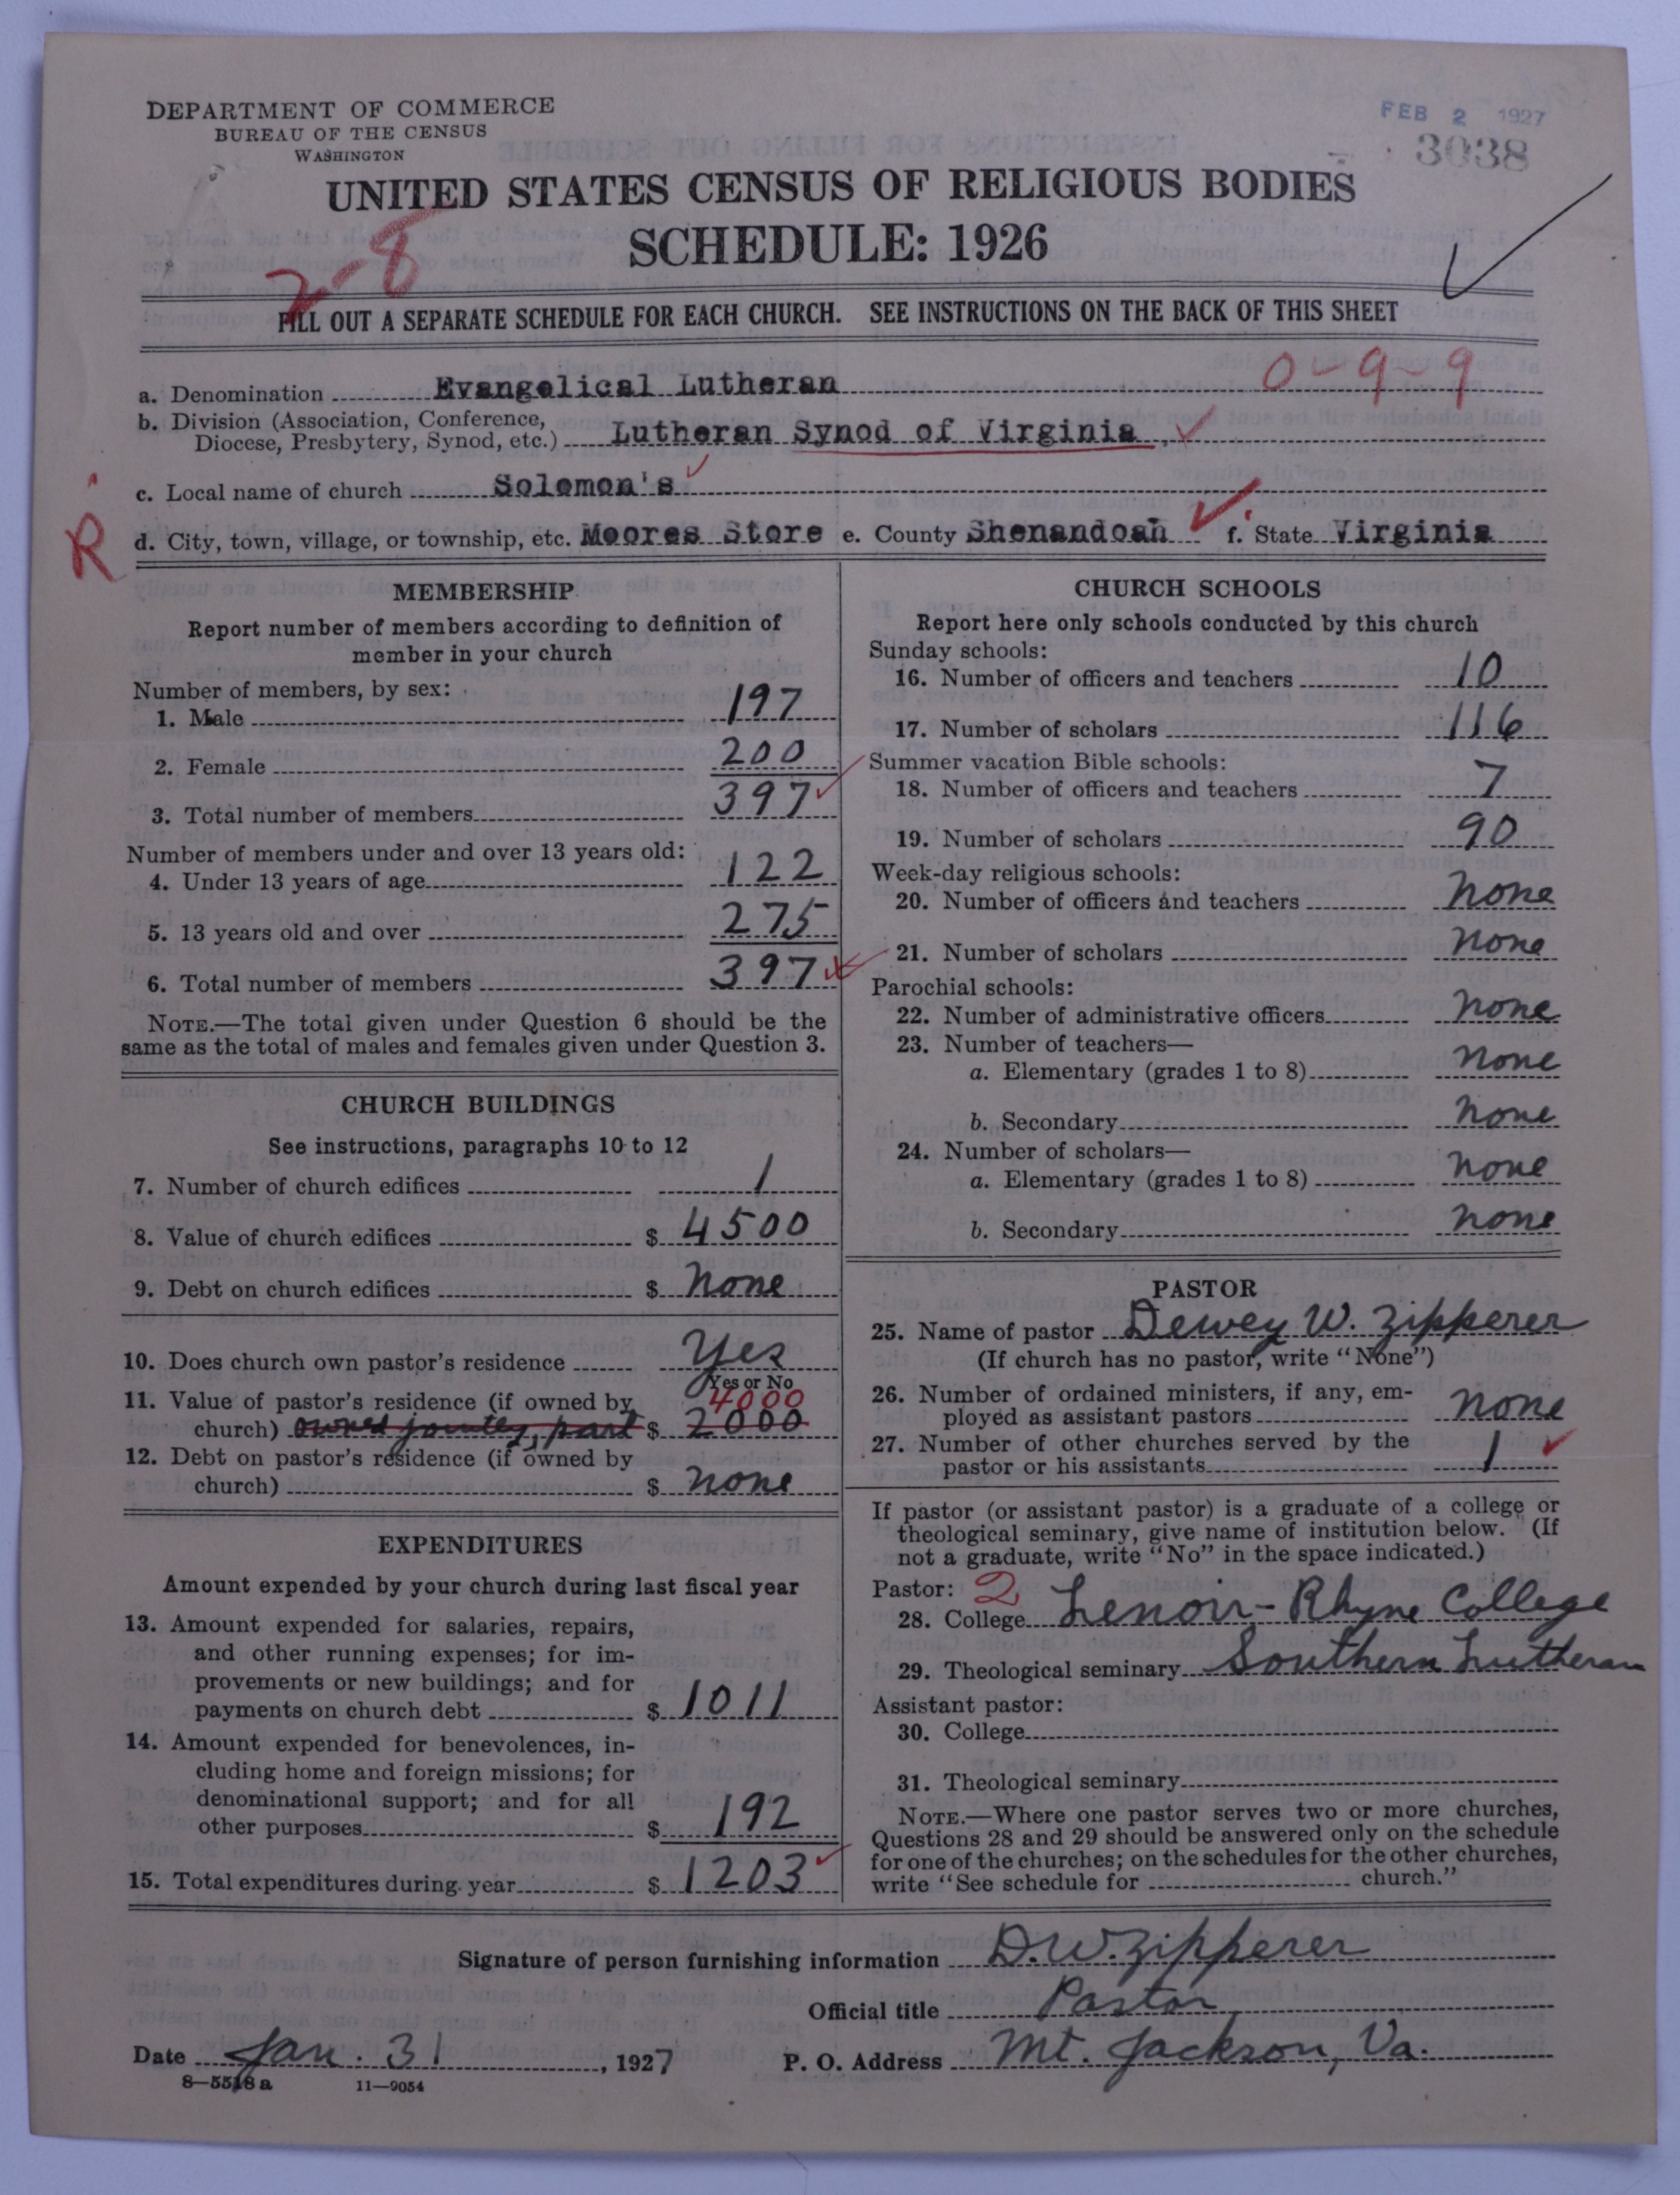 DEPARTMENT OF COMMERCE
BUREAU OF THE CENSUS
WASHINGTON
FEB 2 1927
3038
UNITED STATES CENSUS OF RELIGIOUS BODIES
SCHEDULE: 1926
2-8
FILL OUT A SEPARATE SCHEDULE FOR EACH CHURCH. SEE INSTRUCTIONS ON THE BACK OF THIS SHEET
0-9-9
a. Denomination Evangelical Lutheran
b. Division (Association, Conference,
Diocese, Presbytery, Synod, etc.) Lutheran Synod of Virginia
c. Local name of church Solomon's
R
d. City, town, village, or township, etc. Moores Store e. County Shenandoah f. State Virginia
MEMBERSHIP
Report number of members according to definition of
member in your church
Number of members, by sex:
1. Male 197
2. Female 200
3. Total number of members 397
Number of members under and over 13 years old:
4. Under 13 years of age 122
5. 13 years old and over 275
6. Total number of members 397
NOTE.—The total given under Question 6 should be the
same as the total of males and females given under Question 3.
CHURCH BUILDINGS
See instructions, paragraphs 10 to 12
7. Number of church edifices 1
8. Value of church edifices $ 4500
9. Debt on church edifices $ none
10. Does church own pastor's residence Yes
Yes or No
11. Value of pastor's residence (if owned by 4000
church) owned jointly, part $ 2000
12. Debt on pastor's residence (if owned by
church) $ none
EXPENDITURES
Amount expended by your church during last fiscal year
13. Amount expended for salaries, repairs,
and other running expenses; for im-
provements or new buildings; and for
payments on church debt $ 1011
14. Amount expended for benevolences, in-
cluding home and foreign missions; for
denominational support; and for all
other purposes $ 192
15. Total expenditures during year $ 1203
CHURCH SCHOOLS
Report here only schools conducted by this church
Sunday schools:
16. Number of officers and teachers 10
17. Number of scholars 116
Summer vacation Bible schools:
18. Number of officers and teachers 7
19. Number of scholars 90
Week-day religious schools:
20. Number of officers and teachers none
21. Number of scholars none
Parochial schools:
22. Number of administrative officers none
23. Number of teachers—
a. Elementary (grades 1 to 8) none
b. Secondary none
24. Number of scholars—
a. Elementary (grades 1 to 8) none
b. Secondary none
PASTOR
25. Name of pastor Dewey W. Zipperer
(If church has no pastor, write "None")
26. Number of ordained ministers, if any, em-
ployed as assistant pastors none
27. Number of other churches served by the
pastor or his assistants 1
If pastor (or assistant pastor) is a graduate of a college or
theological seminary, give name of institution below. (If
not a graduate, write "No" in the space indicated.)
Pastor: 2
28. College Lenoir-Rhyne College
29. Theological seminary Southern Lutheran
Assistant pastor:
30. College
31. Theological seminary
NOTE.—Where one pastor serves two or more churches,
Questions 28 and 29 should be answered only on the schedule
for one of the churches; on the schedules for the other churches,
write "See schedule for church."
Signature of person furnishing information D. W. Zipperer
Official title Pastor
Date Jan. 31, 1927 P. O. Address Mt. Jackson, Va.
8—5518 a 11—9054